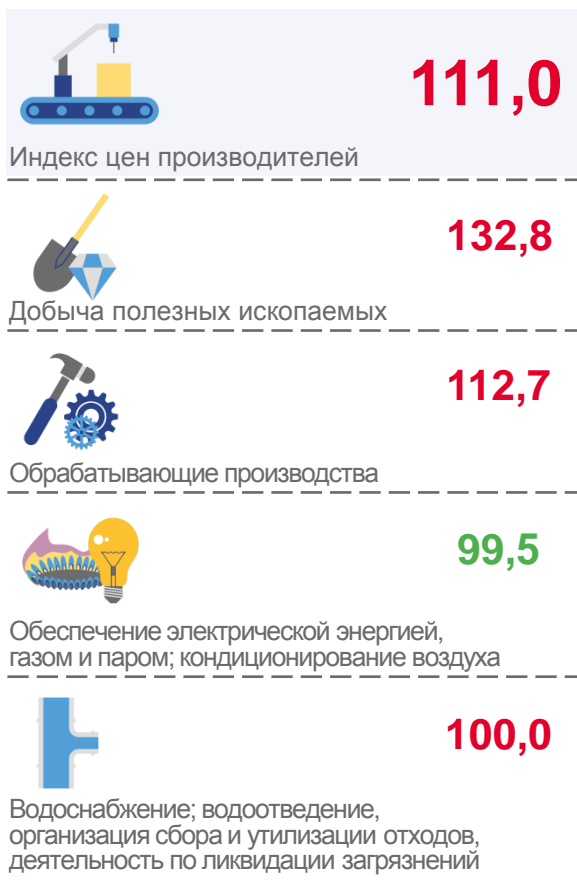 111,0
Индекс цен производителей
132,8
Добыча полезных ископаемых
112,7
Обрабатывающие производства
99,5
Обеспечение электрической энергией,
газом и паром; кондиционирование воздуха
100,0
Водоснабжение; водоотведение,
организация сбора и утилизации отходов,
деятельность по ликвидации загрязнений